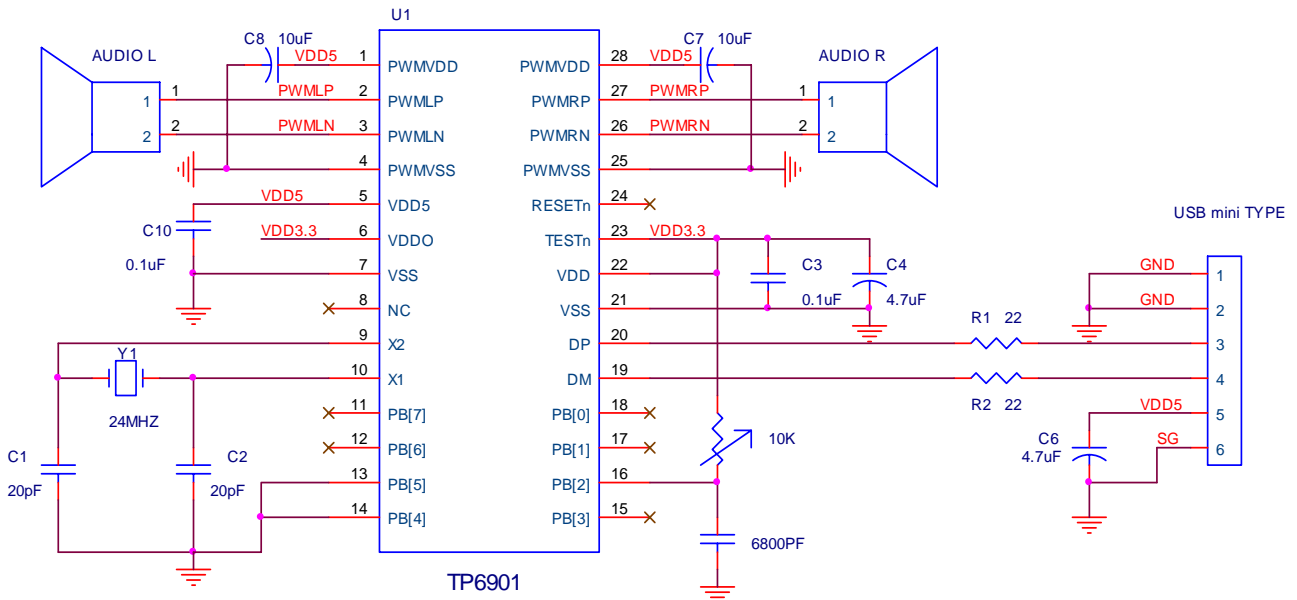 U1
C8 10uF
C7 10uF
AUDIO L
AUDIO R
VDD5 1 PWMVDD
PWMVDD 28 VDD5
1 1 PWMLP 2 PWMLP
PWMRP 27 PWMRP 1 1
2 2 PWMLN 3 PWMLN
PWMRN 26 PWMRN 2 2
4 PWMVSS
PWMVSS 25
VDD5 5 VDD5
RESETn 24
C10
0.1uF
VDD3.3 6 VDDO
TESTn 23 VDD3.3
7 VSS
VDD 22
C3
0.1uF
C4
4.7uF
8 NC
VSS 21
9 X2
DP 20
R1 22
Y1
24MHZ
10 X1
DM 19
R2 22
11 PB[7]
PB[0] 18
12 PB[6]
PB[1] 17
10K
C1
20pF
C2
20pF
13 PB[5]
PB[2] 16
14 PB[4]
PB[3] 15
6800PF
TP6901
USB mini TYPE
GND 1
GND 2
3
4
VDD5 5
C6
4.7uF
SG 6